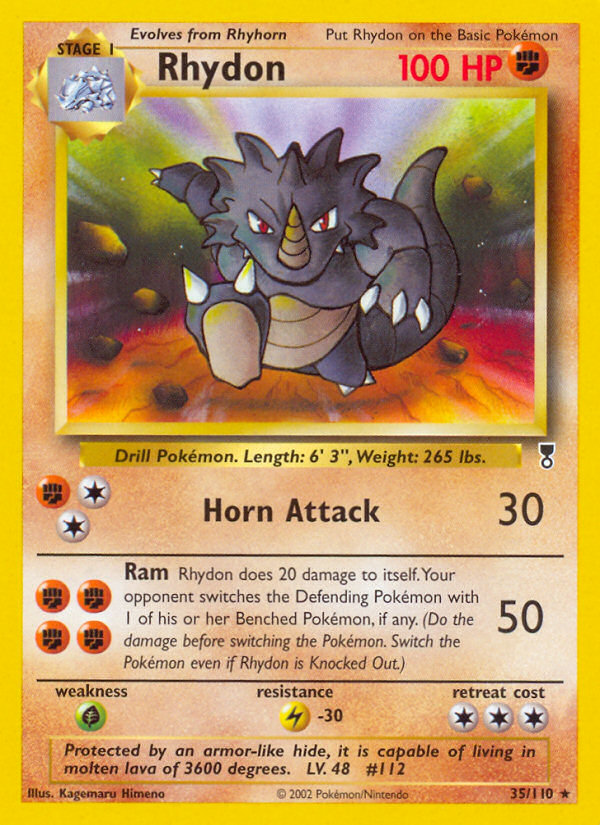 Evolves from Rhyhorn Put Rhydon on the Basic Pokémon
STAGE 1
Rhydon 100 HP
Drill Pokémon. Length: 6' 3", Weight: 265 lbs.
Horn Attack 30
Ram Rhydon does 20 damage to itself. Your
opponent switches the Defending Pokémon with
1 of his or her Benched Pokémon, if any. (Do the
damage before switching the Pokémon. Switch the
Pokémon even if Rhydon is Knocked Out.)
50
weakness resistance retreat cost
-30
Protected by an armor-like hide, it is capable of living in
molten lava of 3600 degrees. LV. 48 #112
Illus. Kagemaru Himeno © 2002 Pokémon/Nintendo 35/110 ★